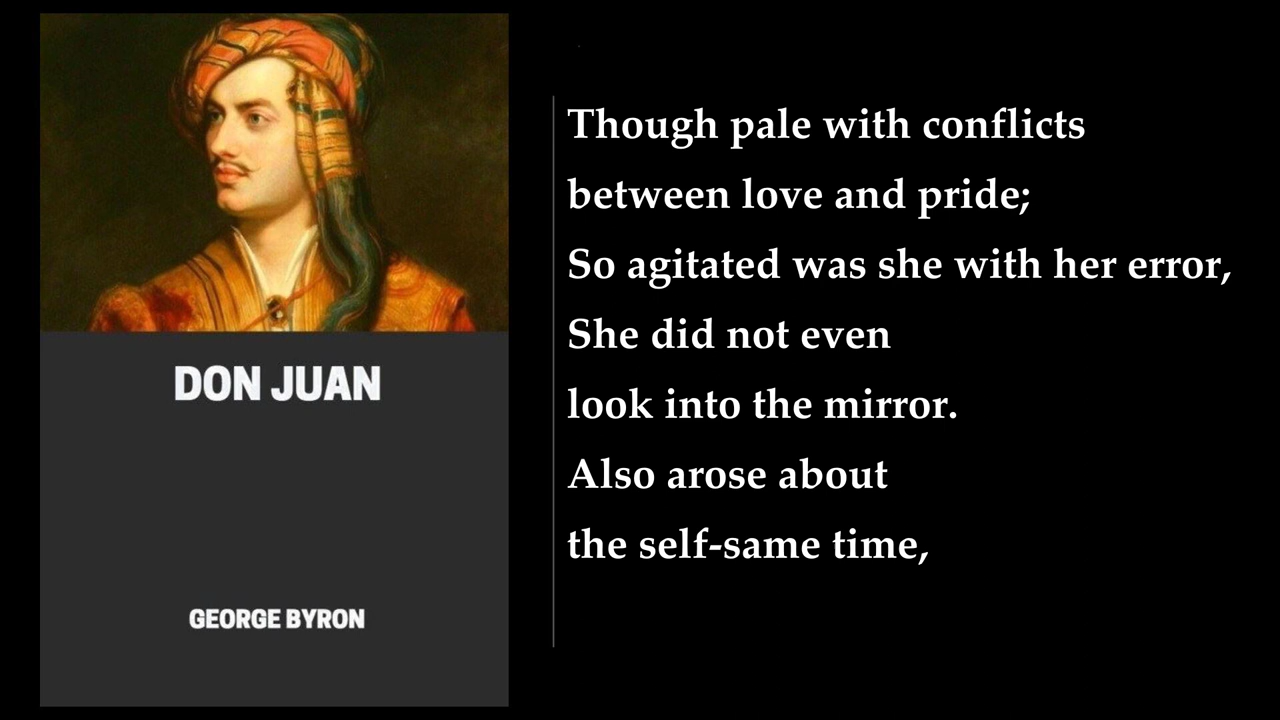 DON JUAN
GEORGE BYRON
Though pale with conflicts
between love and pride;
So agitated was she with her error,
She did not even
look into the mirror.
Also arose about
the self-same time,